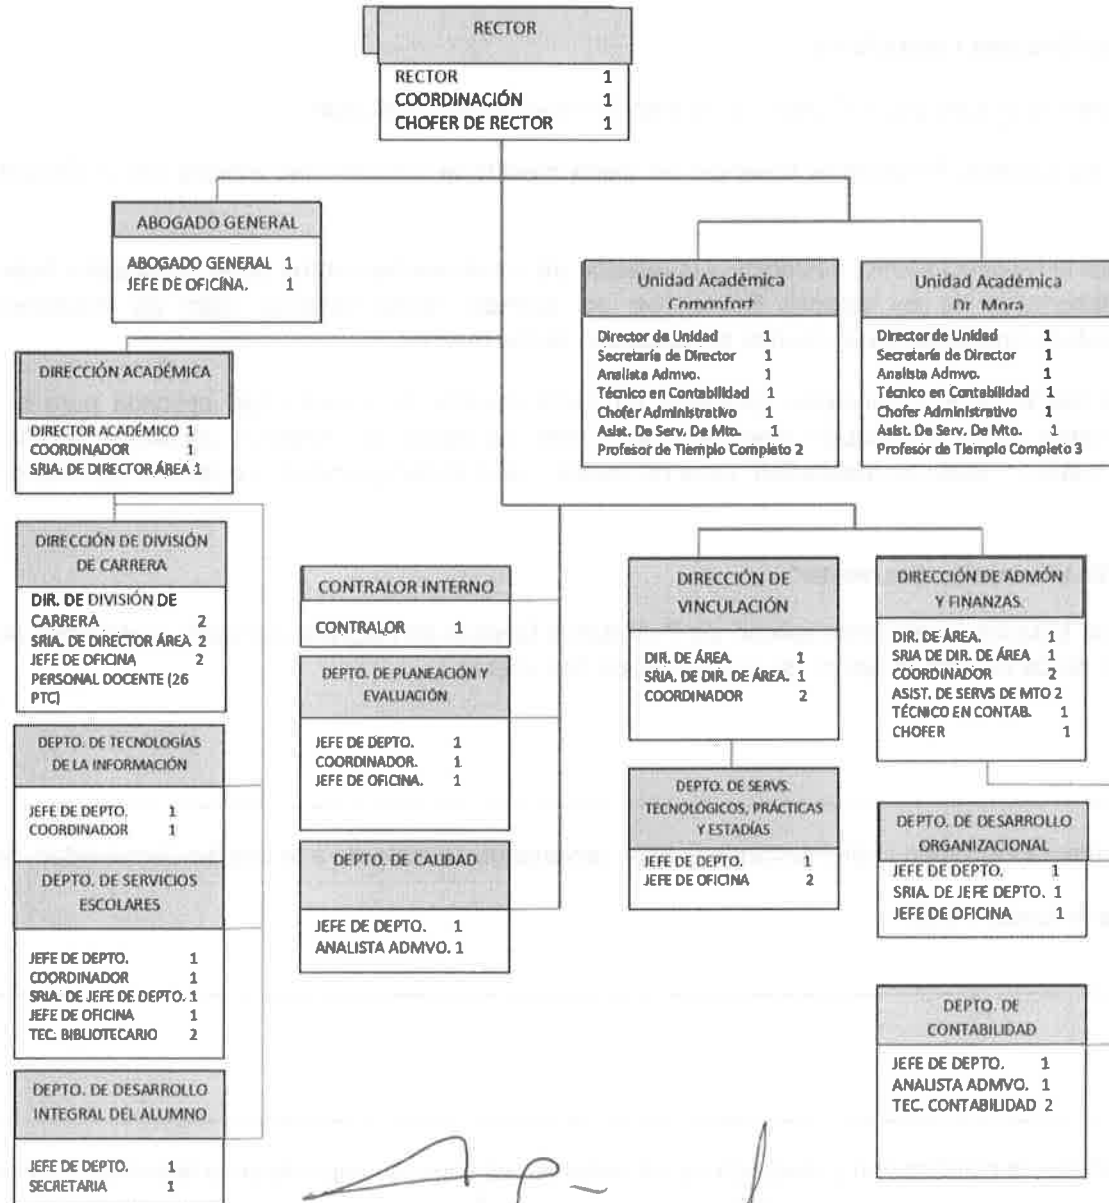 RECTOR
RECTOR 1
COORDINACIÓN 1
CHOFER DE RECTOR 1
ABOGADO GENERAL
ABOGADO GENERAL 1
JEFE DE OFICINA. 1
Unidad Académica
Comonfort
Director de Unidad 1
Secretaría de Director 1
Analista Admvo. 1
Técnico en Contabilidad 1
Chofer Administrativo 1
Asist. De Serv. De Mto. 1
Profesor de Tiemplo Completo 2
Unidad Académica
Dr. Mora
Director de Unidad 1
Secretaría de Director 1
Analista Admvo. 1
Técnico en Contabilidad 1
Chofer Administrativo 1
Asist. De Serv. De Mto. 1
Profesor de Tiemplo Completo 3
DIRECCIÓN ACADÉMICA
DIRECTOR ACADÉMICO 1
COORDINADOR 1
SRIA. DE DIRECTOR ÁREA 1
DIRECCIÓN DE DIVISIÓN
DE CARRERA
DIR. DE DIVISIÓN DE
CARRERA 2
SRIA. DE DIRECTOR ÁREA 2
JEFE DE OFICINA 2
PERSONAL DOCENTE (26
PTC)
DEPTO. DE TECNOLOGÍAS
DE LA INFORMACIÓN
JEFE DE DEPTO. 1
COORDINADOR 1
DEPTO. DE SERVICIOS
ESCOLARES
JEFE DE DEPTO. 1
COORDINADOR 1
SRIA. DE JEFE DE DEPTO. 1
JEFE DE OFICINA 1
TEC. BIBLIOTECARIO 2
DEPTO. DE DESARROLLO
INTEGRAL DEL ALUMNO
JEFE DE DEPTO. 1
SECRETARIA 1
CONTRALOR INTERNO
CONTRALOR 1
DEPTO. DE PLANEACIÓN Y
EVALUACIÓN
JEFE DE DEPTO. 1
COORDINADOR. 1
JEFE DE OFICINA. 1
DEPTO. DE CALIDAD
JEFE DE DEPTO. 1
ANALISTA ADMVO. 1
DIRECCIÓN DE
VINCULACIÓN
DIR. DE ÁREA. 1
SRIA. DE DIR. DE ÁREA. 1
COORDINADOR 2
DEPTO. DE SERVS.
TECNOLÓGICOS, PRÁCTICAS
Y ESTADÍAS
JEFE DE DEPTO. 1
JEFE DE OFICINA 2
DIRECCIÓN DE ADMÓN
Y FINANZAS.
DIR. DE ÁREA. 1
SRIA DE DIR. DE ÁREA 1
COORDINADOR 2
ASIST. DE SERVS DE MTO 2
TÉCNICO EN CONTAB. 1
CHOFER 1
DEPTO. DE DESARROLLO
ORGANIZACIONAL
JEFE DE DEPTO. 1
SRIA. DE JEFE DEPTO. 1
JEFE DE OFICINA 1
DEPTO. DE
CONTABILIDAD
JEFE DE DEPTO. 1
ANALISTA ADMVO. 1
TEC. CONTABILIDAD 2